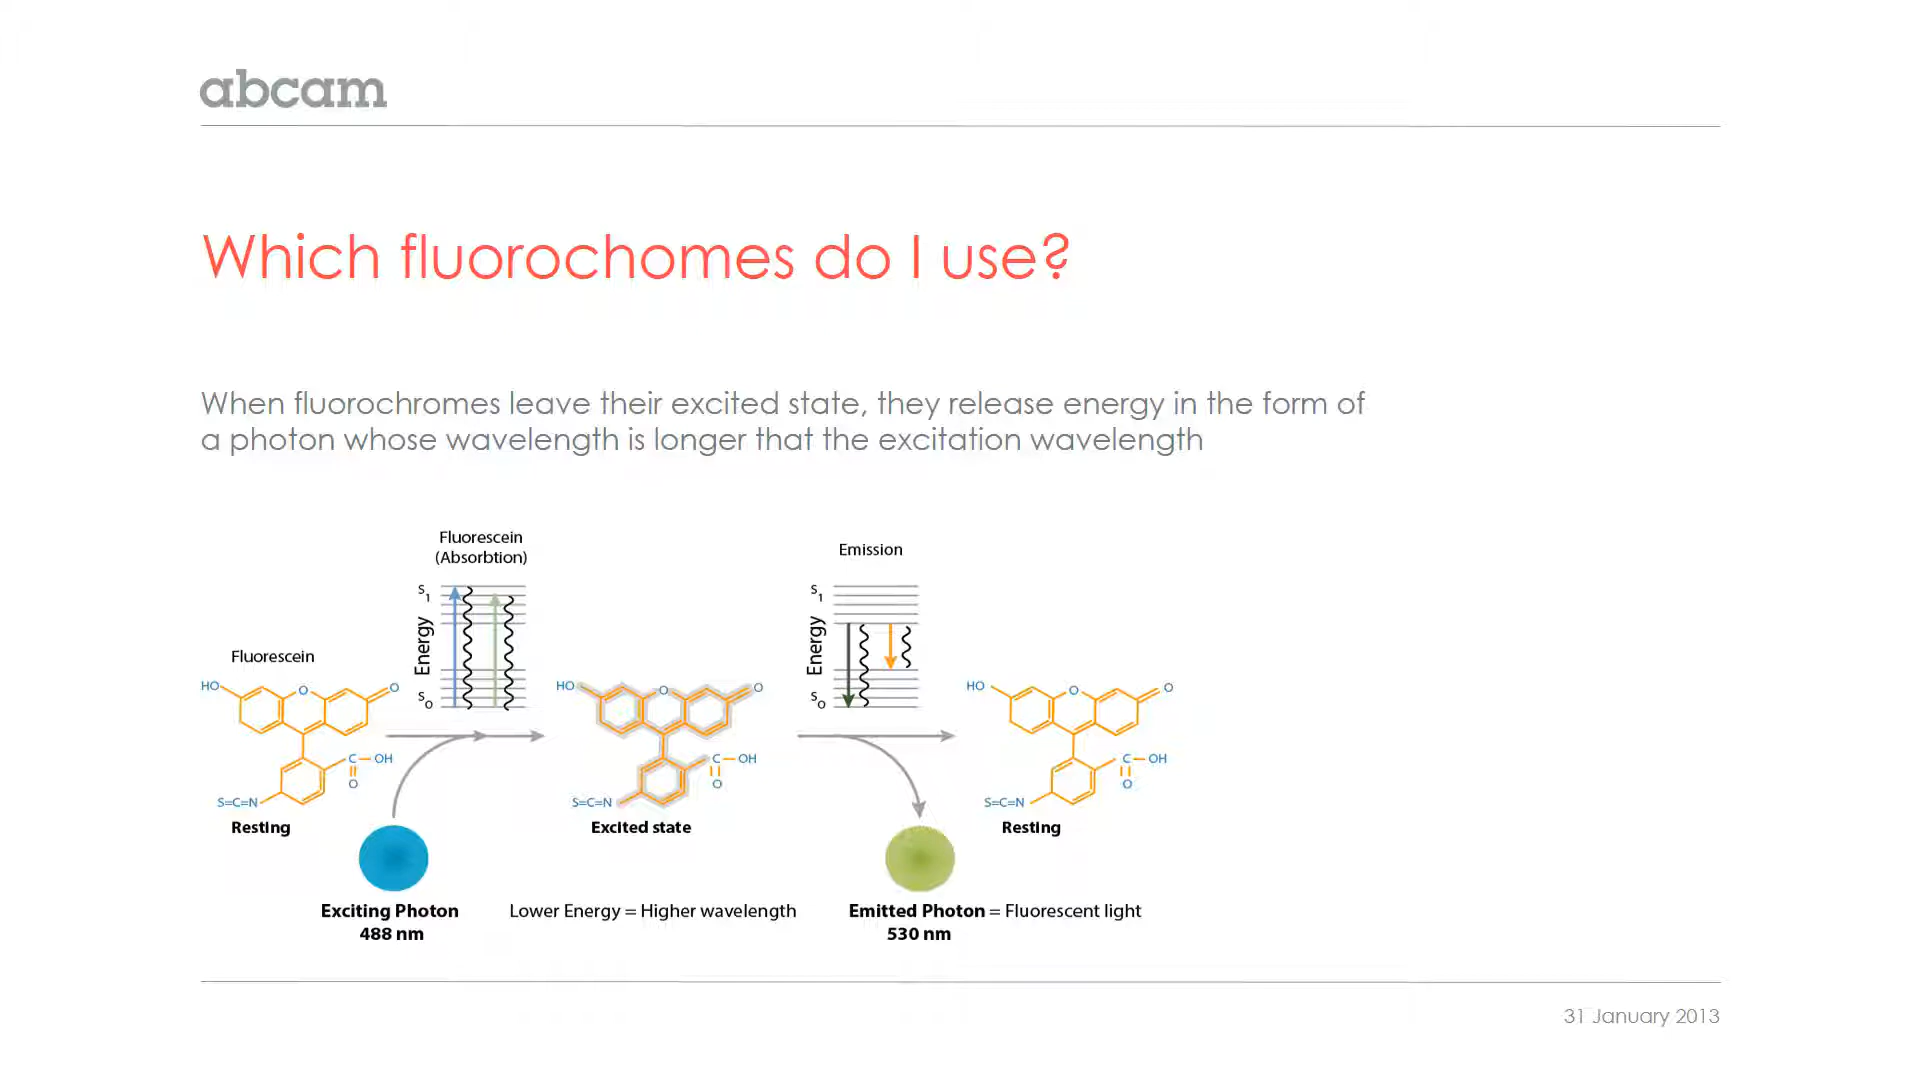 abcam
Which fluorochomes do I use?
When fluorochromes leave their excited state, they release energy in the form of
a photon whose wavelength is longer that the excitation wavelength
Fluorescein
(Absorbtion)
S1
Energy
S0
Emission
S1
Energy
S0
Fluorescein
HO
O
O
C
OH
O
S=C=N
Resting
HO
O
O
C
OH
O
S=C=N
Excited state
HO
O
O
C
OH
O
S=C=N
Resting
Exciting Photon
488 nm
Lower Energy = Higher wavelength
Emitted Photon = Fluorescent light
530 nm
31 January 2013